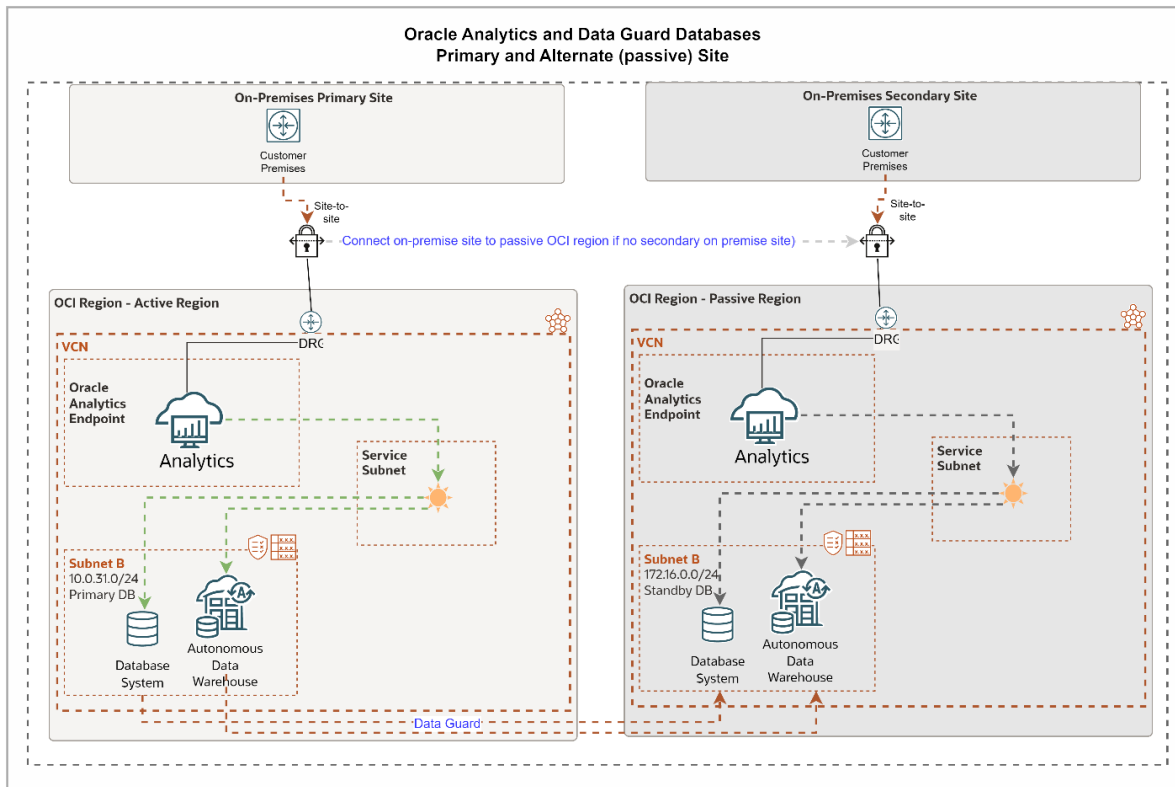 Oracle Analytics and Data Guard Databases
Primary and Alternate (passive) Site
On-Premises Primary Site
Customer
Premises
On-Premises Secondary Site
Customer
Premises
Site-to-
site
Site-to-
site
Connect on-premise site to passive OCI region if no secondary on premise site)
OCI Region - Active Region
DRG
VCN
Oracle
Analytics
Endpoint
Analytics
Service
Subnet
Subnet B
10.0.31.0/24
Primary DB
Database
System
Autonomous
Data
Warehouse
OCI Region - Passive Region
DRG
VCN
Oracle
Analytics
Endpoint
Analytics
Service
Subnet
Subnet B
172.16.0.0/24
Standby DB
Database
System
Autonomous
Data
Warehouse
Data Guard